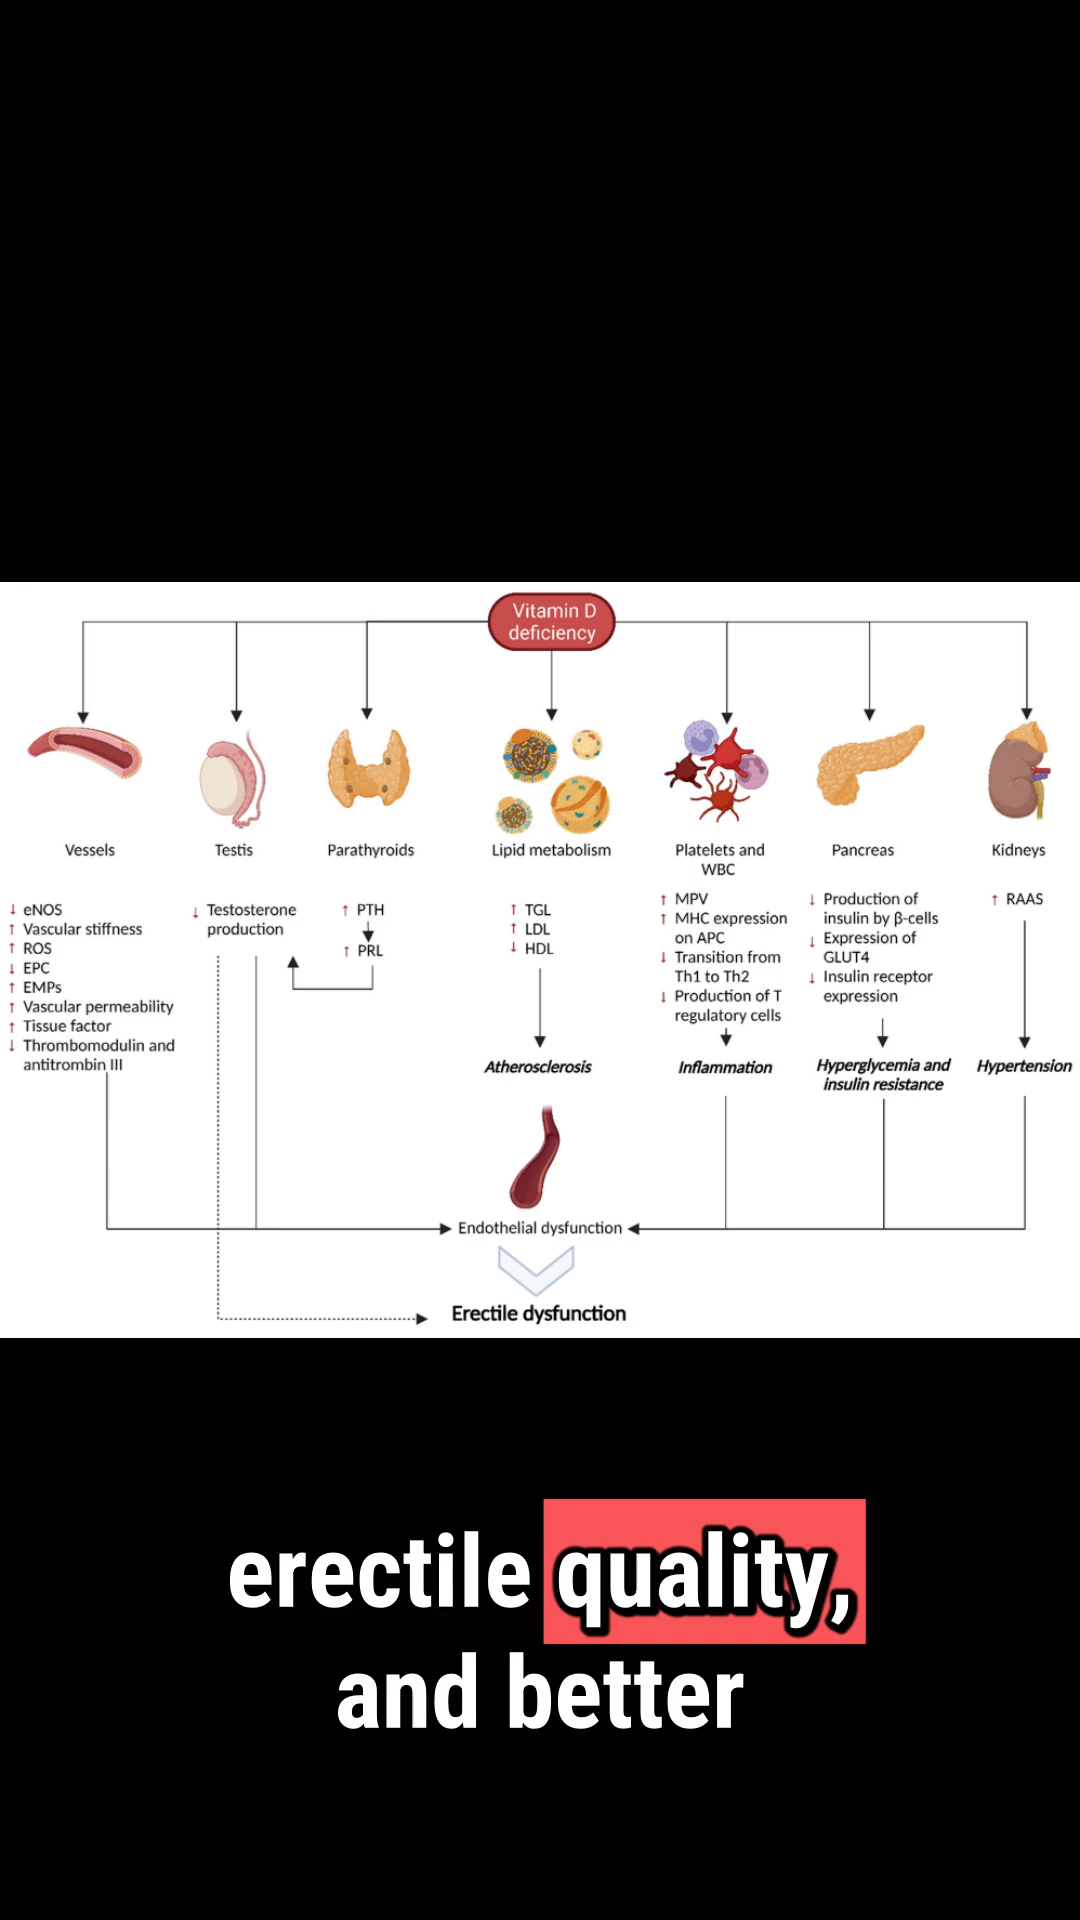 Vitamin D
deficiency
Vessels
↓ eNOS
↑ Vascular stiffness
↑ ROS
↓ EPC
↑ EMPs
↑ Vascular permeability
↑ Tissue factor
↓ Thrombomodulin and
antitrombin III
Testis
↓ Testosterone
production
Parathyroids
↑ PTH
↑ PRL
Lipid metabolism
↑ TGL
↑ LDL
↓ HDL
Atherosclerosis
Platelets and
WBC
↑ MPV
↑ MHC expression
on APC
↓ Transition from
Th1 to Th2
↓ Production of T
regulatory cells
Inflammation
Pancreas
↓ Production of
insulin by β-cells
↓ Expression of
GLUT4
↓ Insulin receptor
expression
Hyperglycemia and
insulin resistance
Kidneys
↑ RAAS
Hypertension
Endothelial dysfunction
Erectile dysfunction
erectile quality,
and better